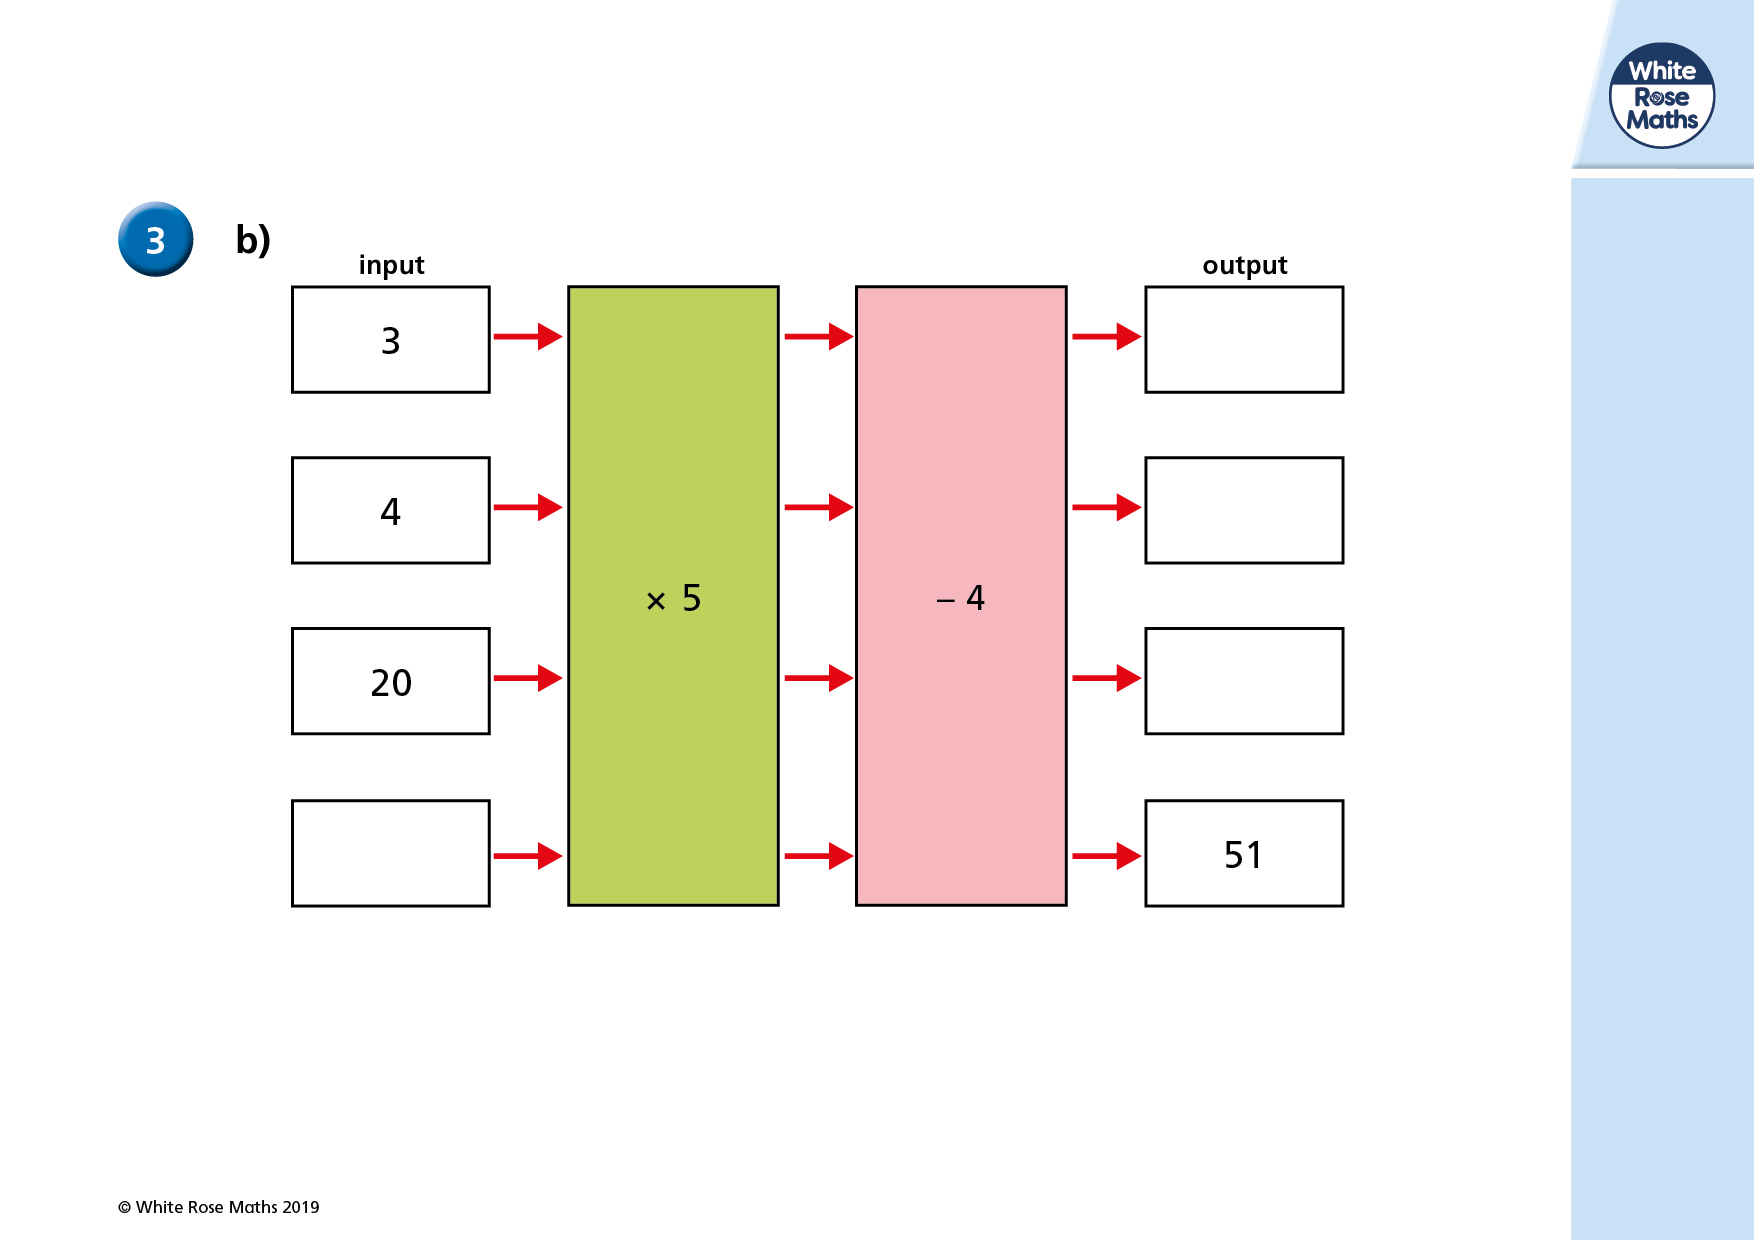 White
Rose
Maths
3 b)
input output
3
4
× 5 – 4
20
51
© White Rose Maths 2019